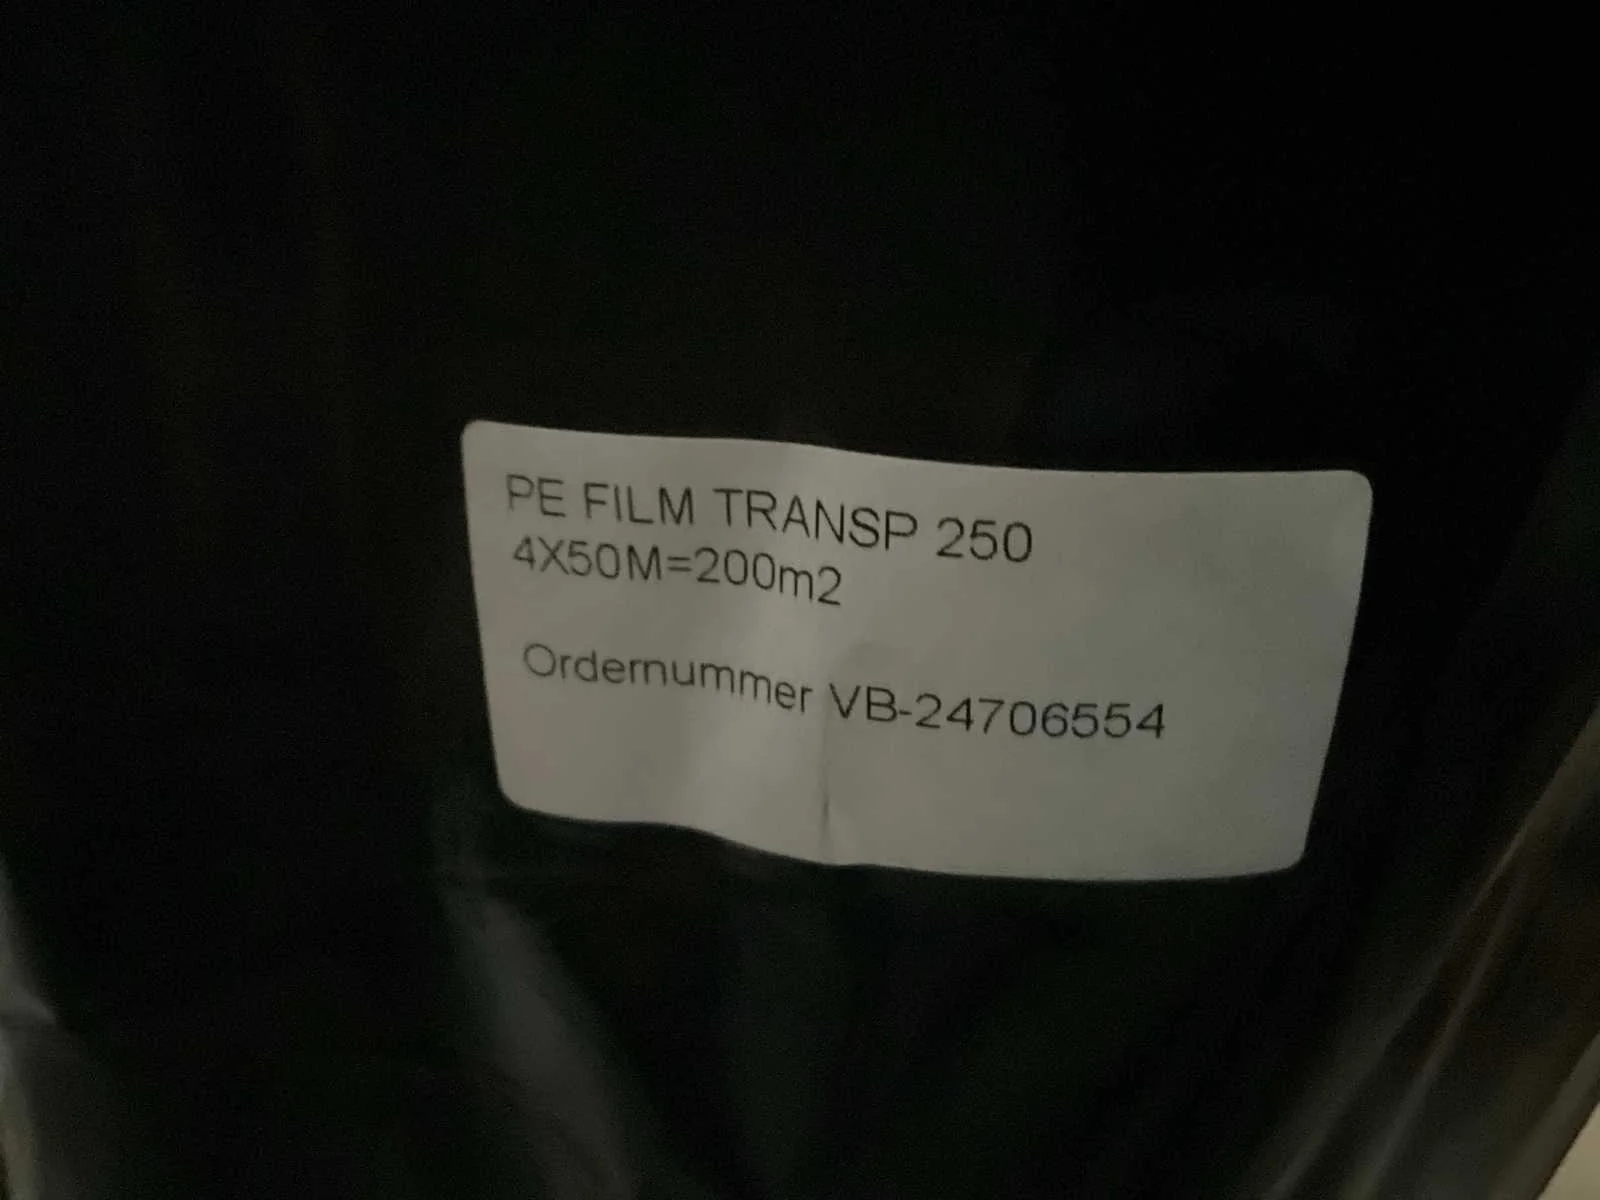 PE FILM TRANSP 250
4X50M=200m2
Ordernummer VB-24706554